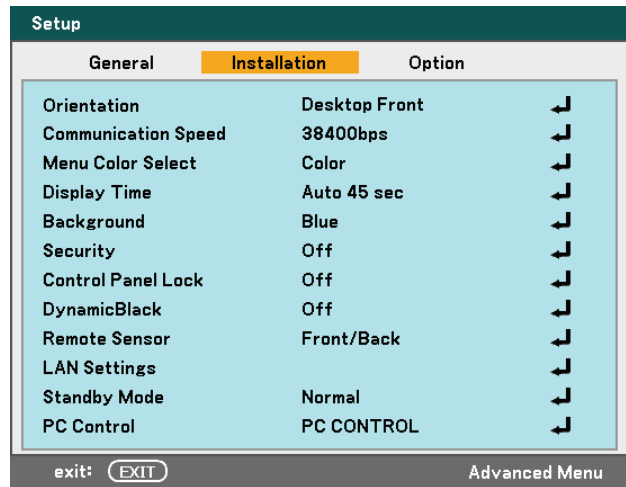 Setup
General Installation Option
Orientation Desktop Front
Communication Speed 38400bps
Menu Color Select Color
Display Time Auto 45 sec
Background Blue
Security Off
Control Panel Lock Off
DynamicBlack Off
Remote Sensor Front/Back
LAN Settings
Standby Mode Normal
PC Control PC CONTROL
exit: EXIT Advanced Menu